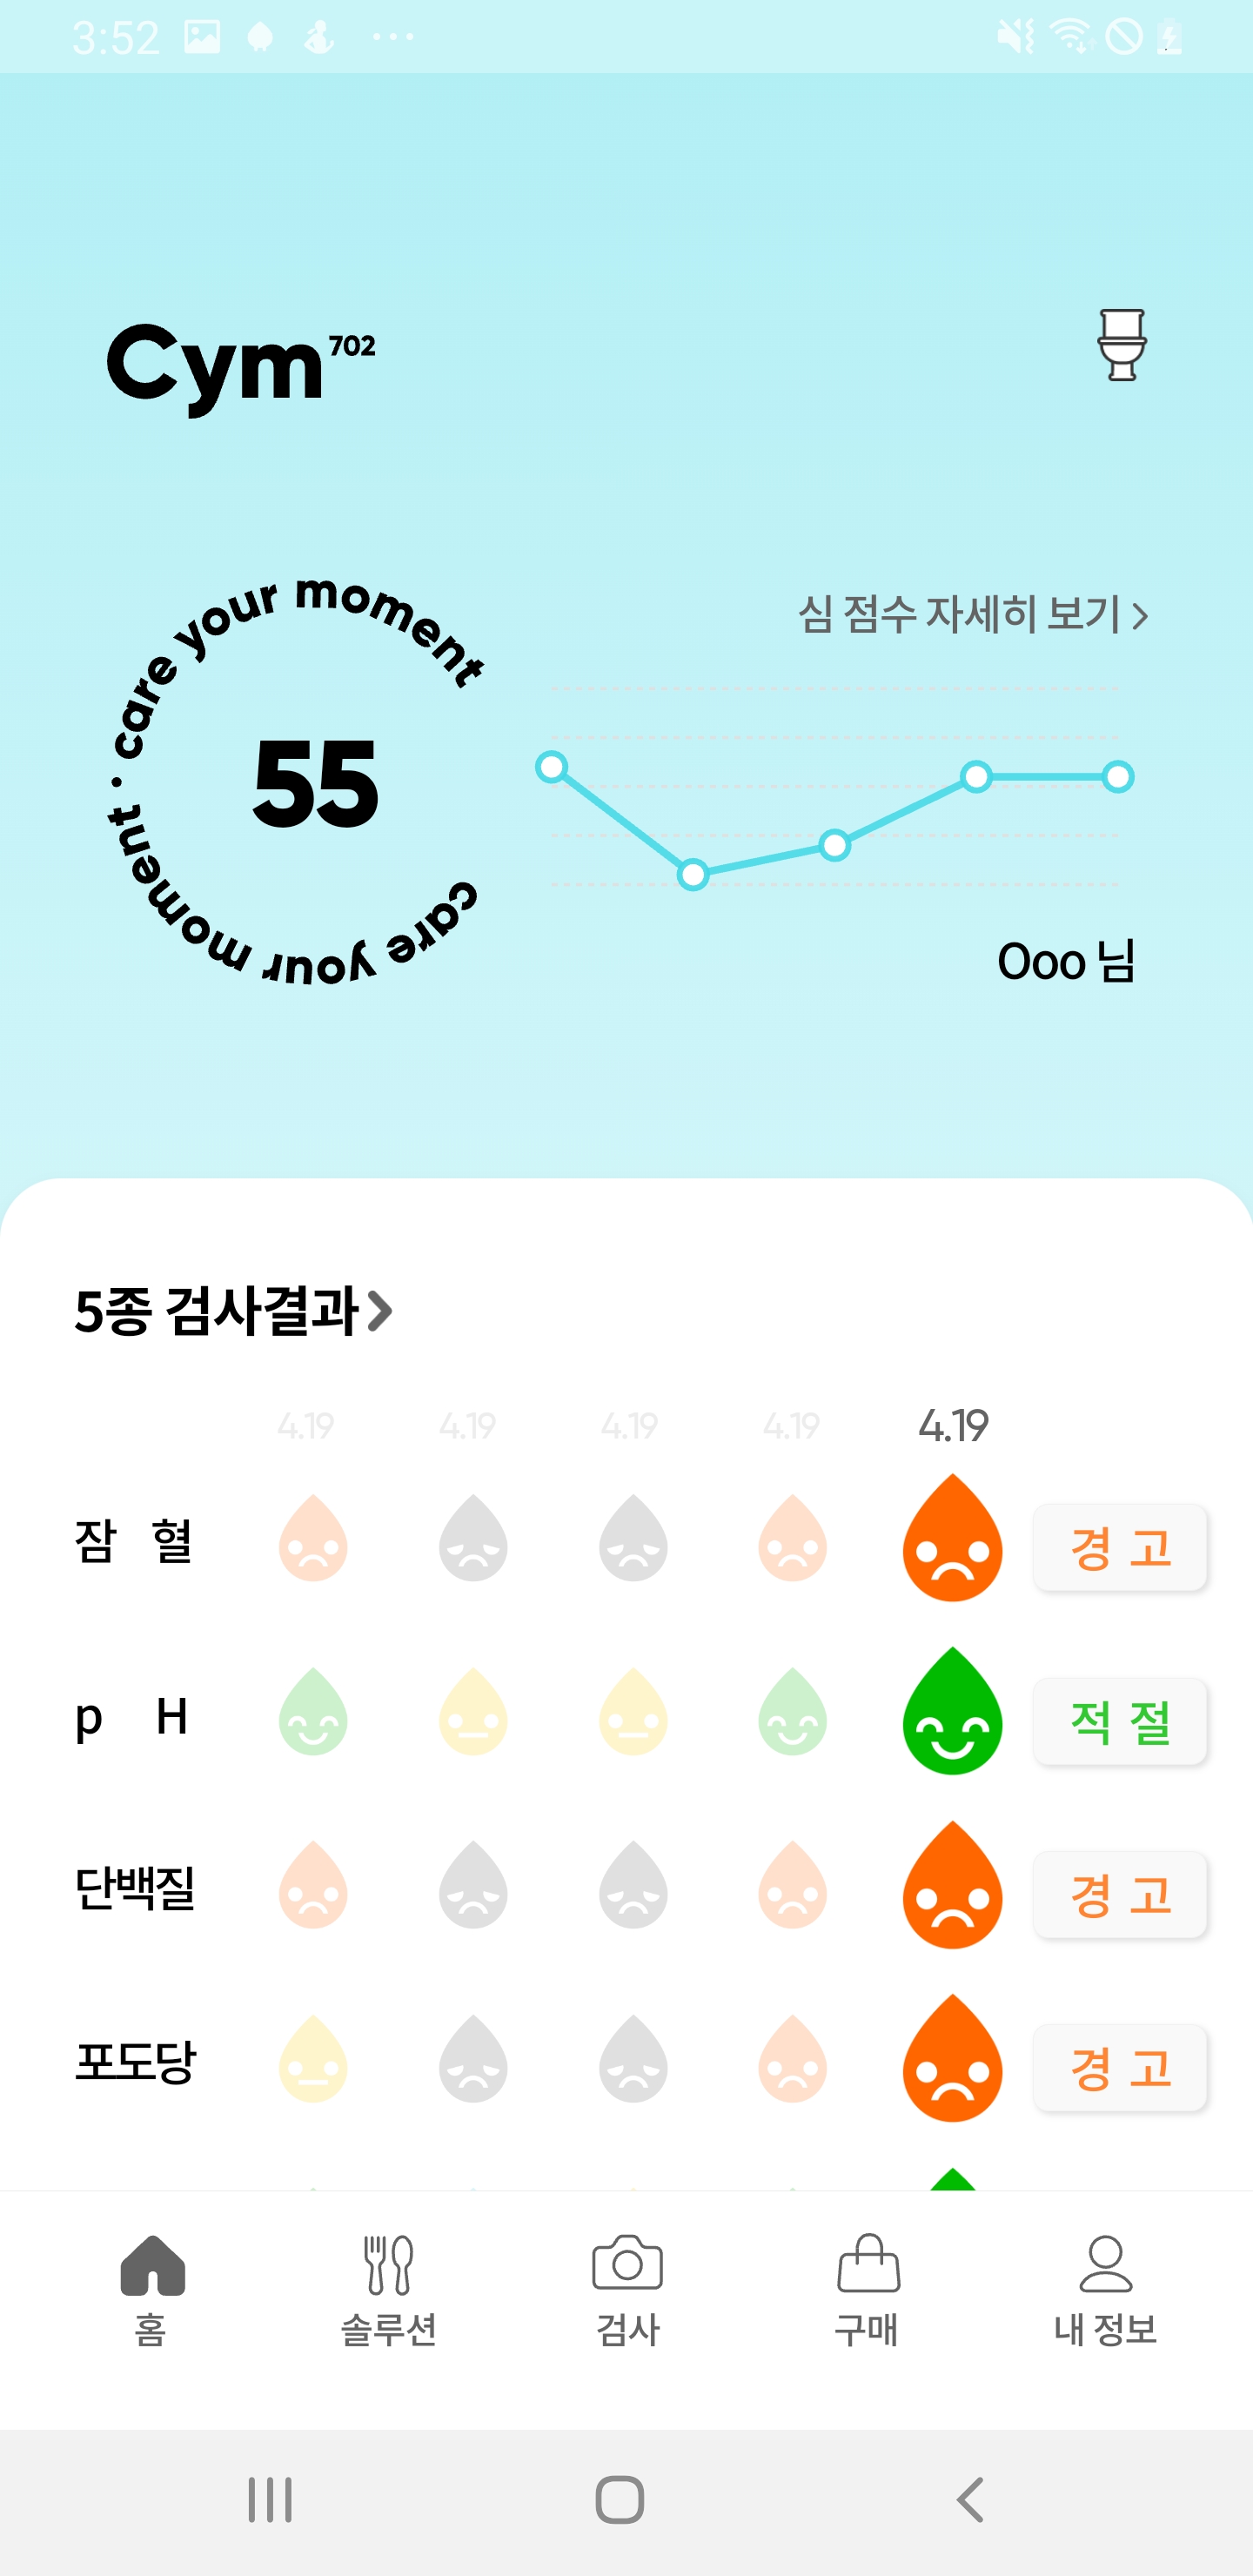 3:52
Cym 702
care your moment · care your moment
55
심 점수 자세히 보기
Ooo 님
5종 검사결과
4.19 4.19 4.19 4.19 4.19
잠 혈 경 고
p H 적 절
단백질 경 고
포도당 경 고
홈 솔루션 검사 구매 내 정보